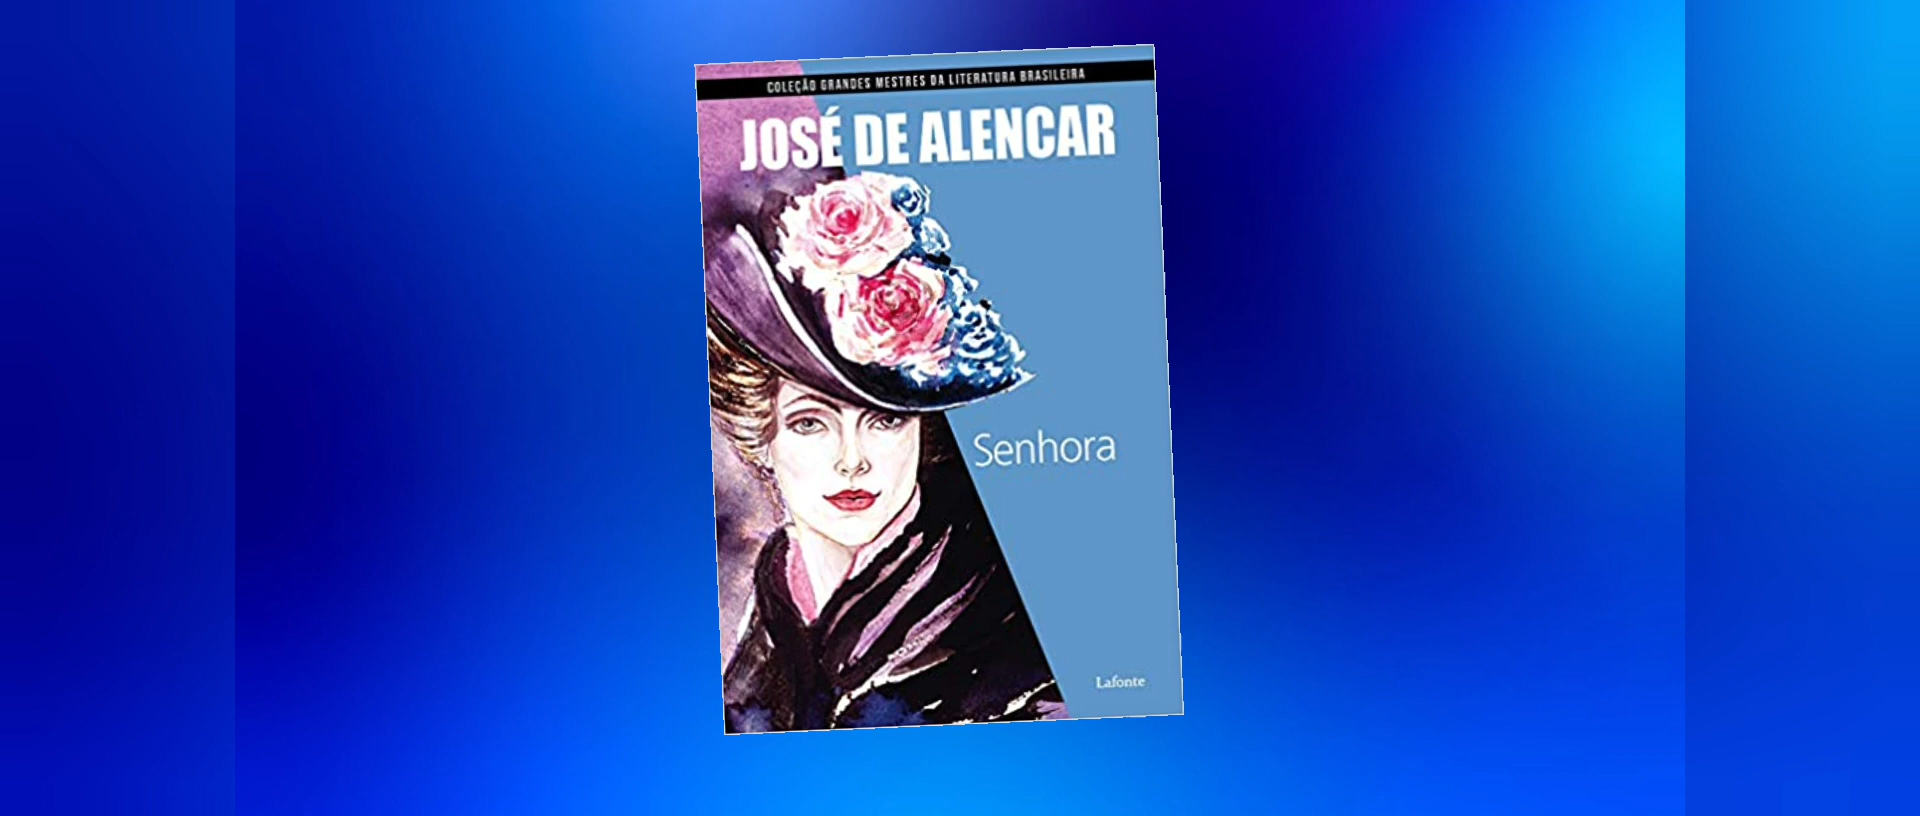 COLEÇÃO GRANDES MESTRES DA LITERATURA BRASILEIRA
JOSÉ DE ALENCAR
Senhora
Lafonte